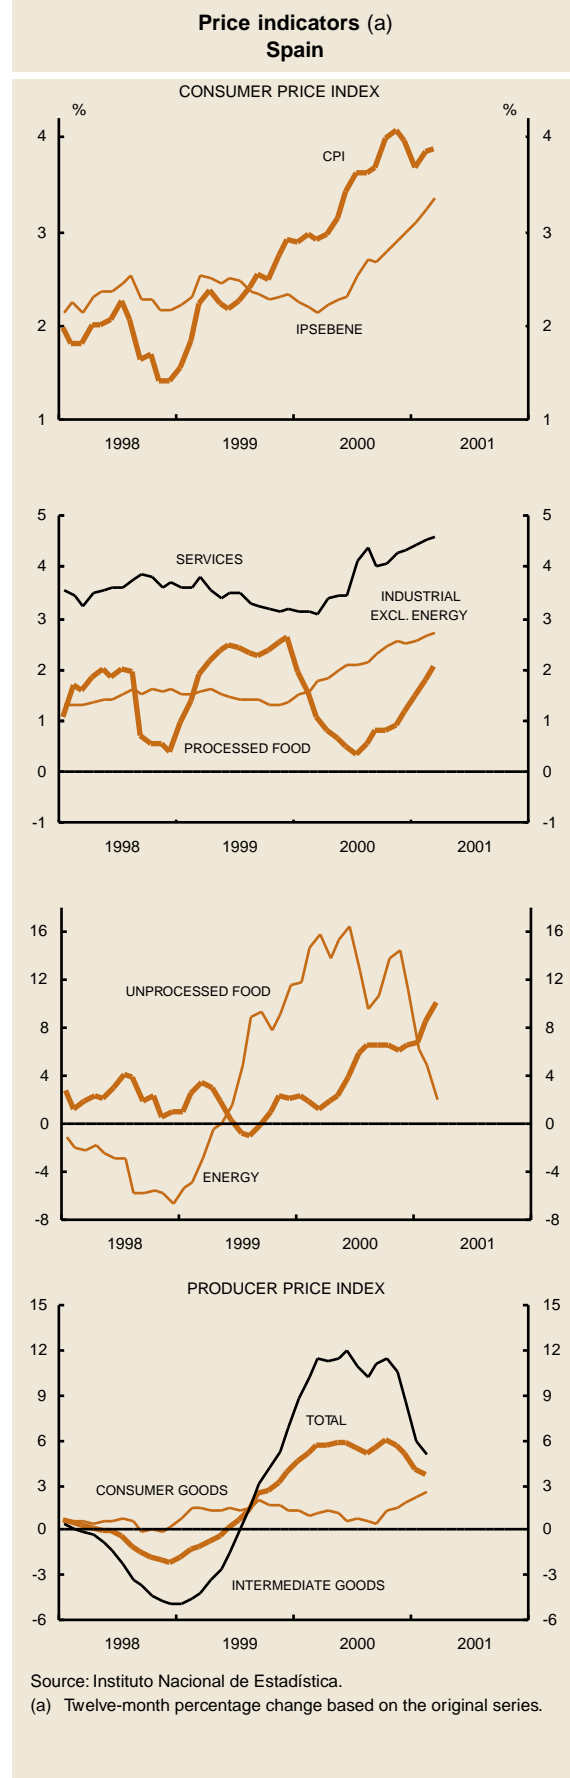 Price indicators (a)
Spain
CONSUMER PRICE INDEX
% %
4 4
CPI
3 3
2 2
IPSEBENE
1 1
1998 1999 2000 2001
5 5
SERVICES
4 4
INDUSTRIAL
EXCL. ENERGY
3 3
2 2
1 1
PROCESSED FOOD
0 0
-1 -1
1998 1999 2000 2001
16 16
12 12
UNPROCESSED FOOD
8 8
4 4
0 0
-4 -4
ENERGY
-8 -8
1998 1999 2000 2001
PRODUCER PRICE INDEX
15 15
12 12
9 9
TOTAL
6 6
3 3
CONSUMER GOODS
0 0
-3 -3
INTERMEDIATE GOODS
-6 -6
1998 1999 2000 2001
Source: Instituto Nacional de Estadística.
(a) Twelve-month percentage change based on the original series.